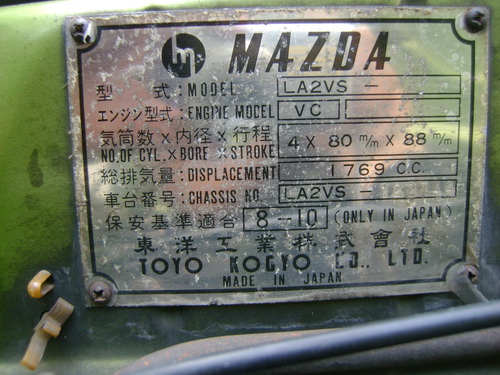 m MAZDA
型式:MODEL LA2VS-
エンジン型式:ENGINE MODEL VC
気筒数×内径×行程 4 X 80 m/m X 88 m/m
NO.OF CYL.×BORE×STROKE
総排気量:DISPLACEMENT 1769 C.C.
車台番号:CHASSIS NO. LA2VS-
保安基準適合 8-10 (ONLY IN JAPAN)
東洋工業株式會社
TOYO KOGYO CO., LTD.
MADE IN JAPAN